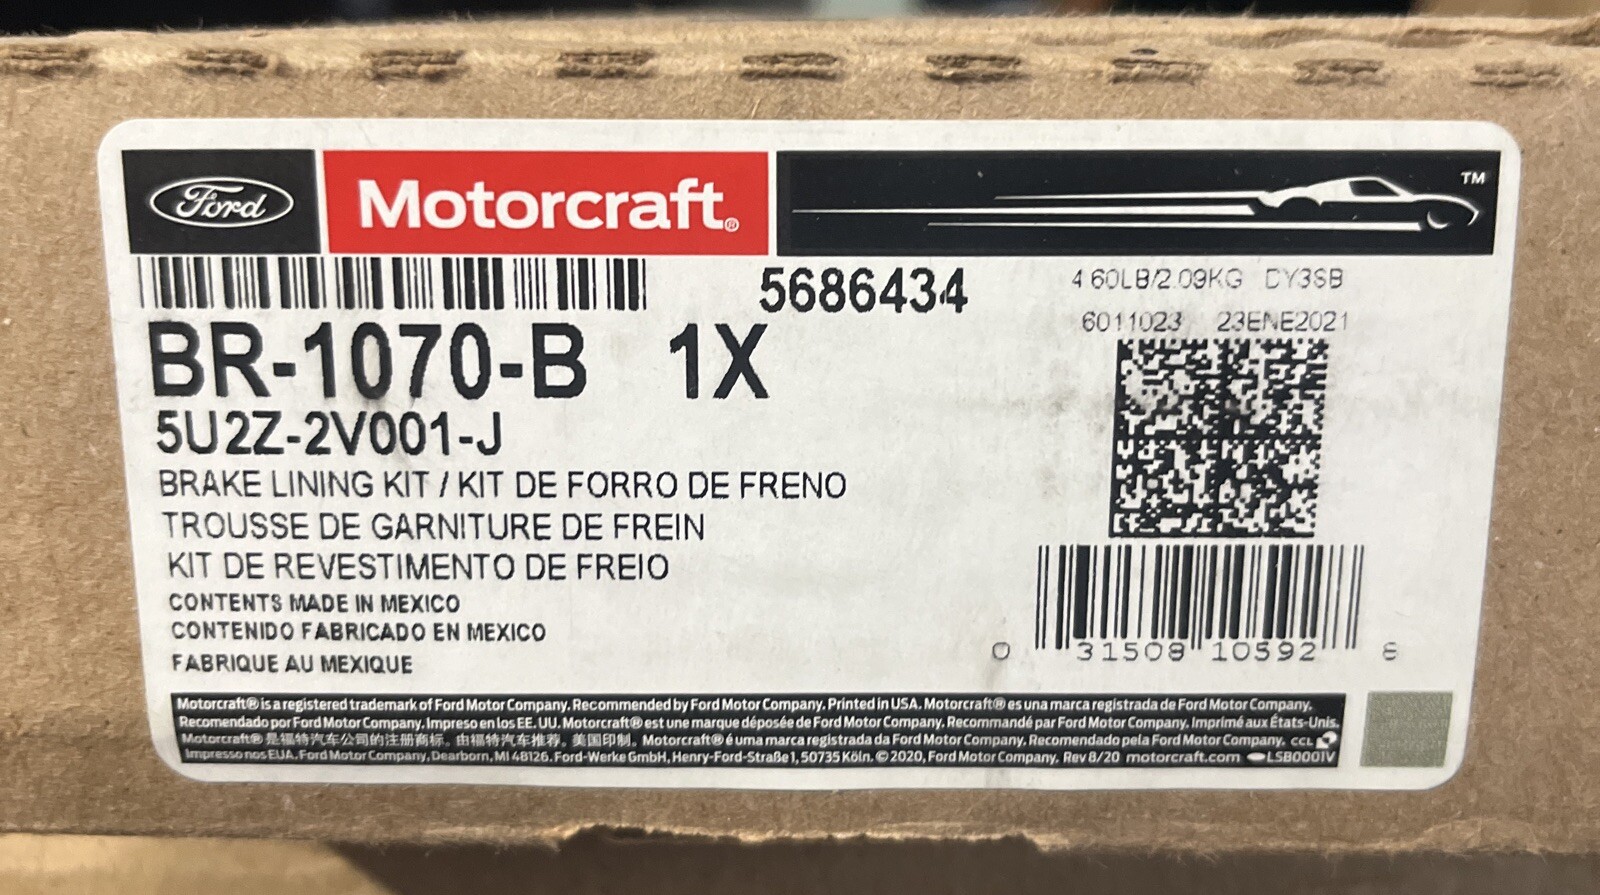 Ford Motorcraft® ™
5686434 4.60LB/2.09KG DY3SB
6011023 23ENE2021
BR-1070-B 1X
5U2Z-2V001-J
BRAKE LINING KIT / KIT DE FORRO DE FRENO
TROUSSE DE GARNITURE DE FREIN
KIT DE REVESTIMENTO DE FREIO
CONTENTS MADE IN MEXICO
CONTENIDO FABRICADO EN MEXICO
FABRIQUE AU MEXIQUE
0 31508 10592 6
Motorcraft® is a registered trademark of Ford Motor Company. Recommended by Ford Motor Company. Printed in USA. Motorcraft® es una marca registrada de Ford Motor Company.
Recomendado por Ford Motor Company. Impreso en los EE. UU. Motorcraft® est une marque déposée de Ford Motor Company. Recommandé par Ford Motor Company. Imprimé aux États-Unis.
Motorcraft® 是福特汽车公司的注册商标。由福特汽车推荐。美国印制。Motorcraft® é uma marca registrada da Ford Motor Company. Recomendado pela Ford Motor Company. CCL
Impresso nos EUA. Ford Motor Company, Dearborn, MI 48126. Ford-Werke GmbH, Henry-Ford-Straße 1, 50735 Köln. © 2020, Ford Motor Company. Rev 8/20 motorcraft.com LSB0001V